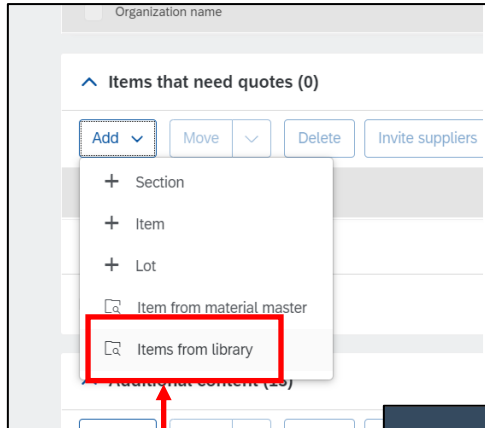 Organization name
Items that need quotes (0)
Add Move Delete Invite suppliers
Section
Item
Lot
Item from material master
Items from library
Additional content (18)